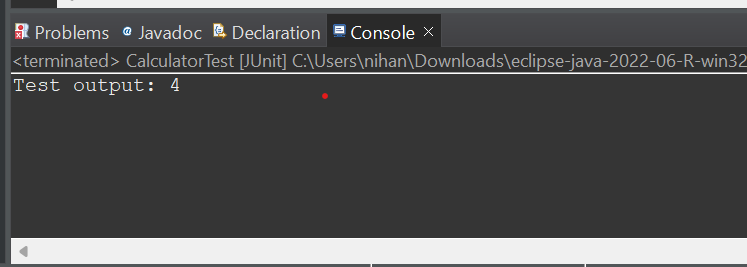 Problems @ Javadoc Declaration Console
<terminated> CalculatorTest [JUnit] C:\Users\nihan\Downloads\eclipse-java-2022-06-R-win32
Test output: 4